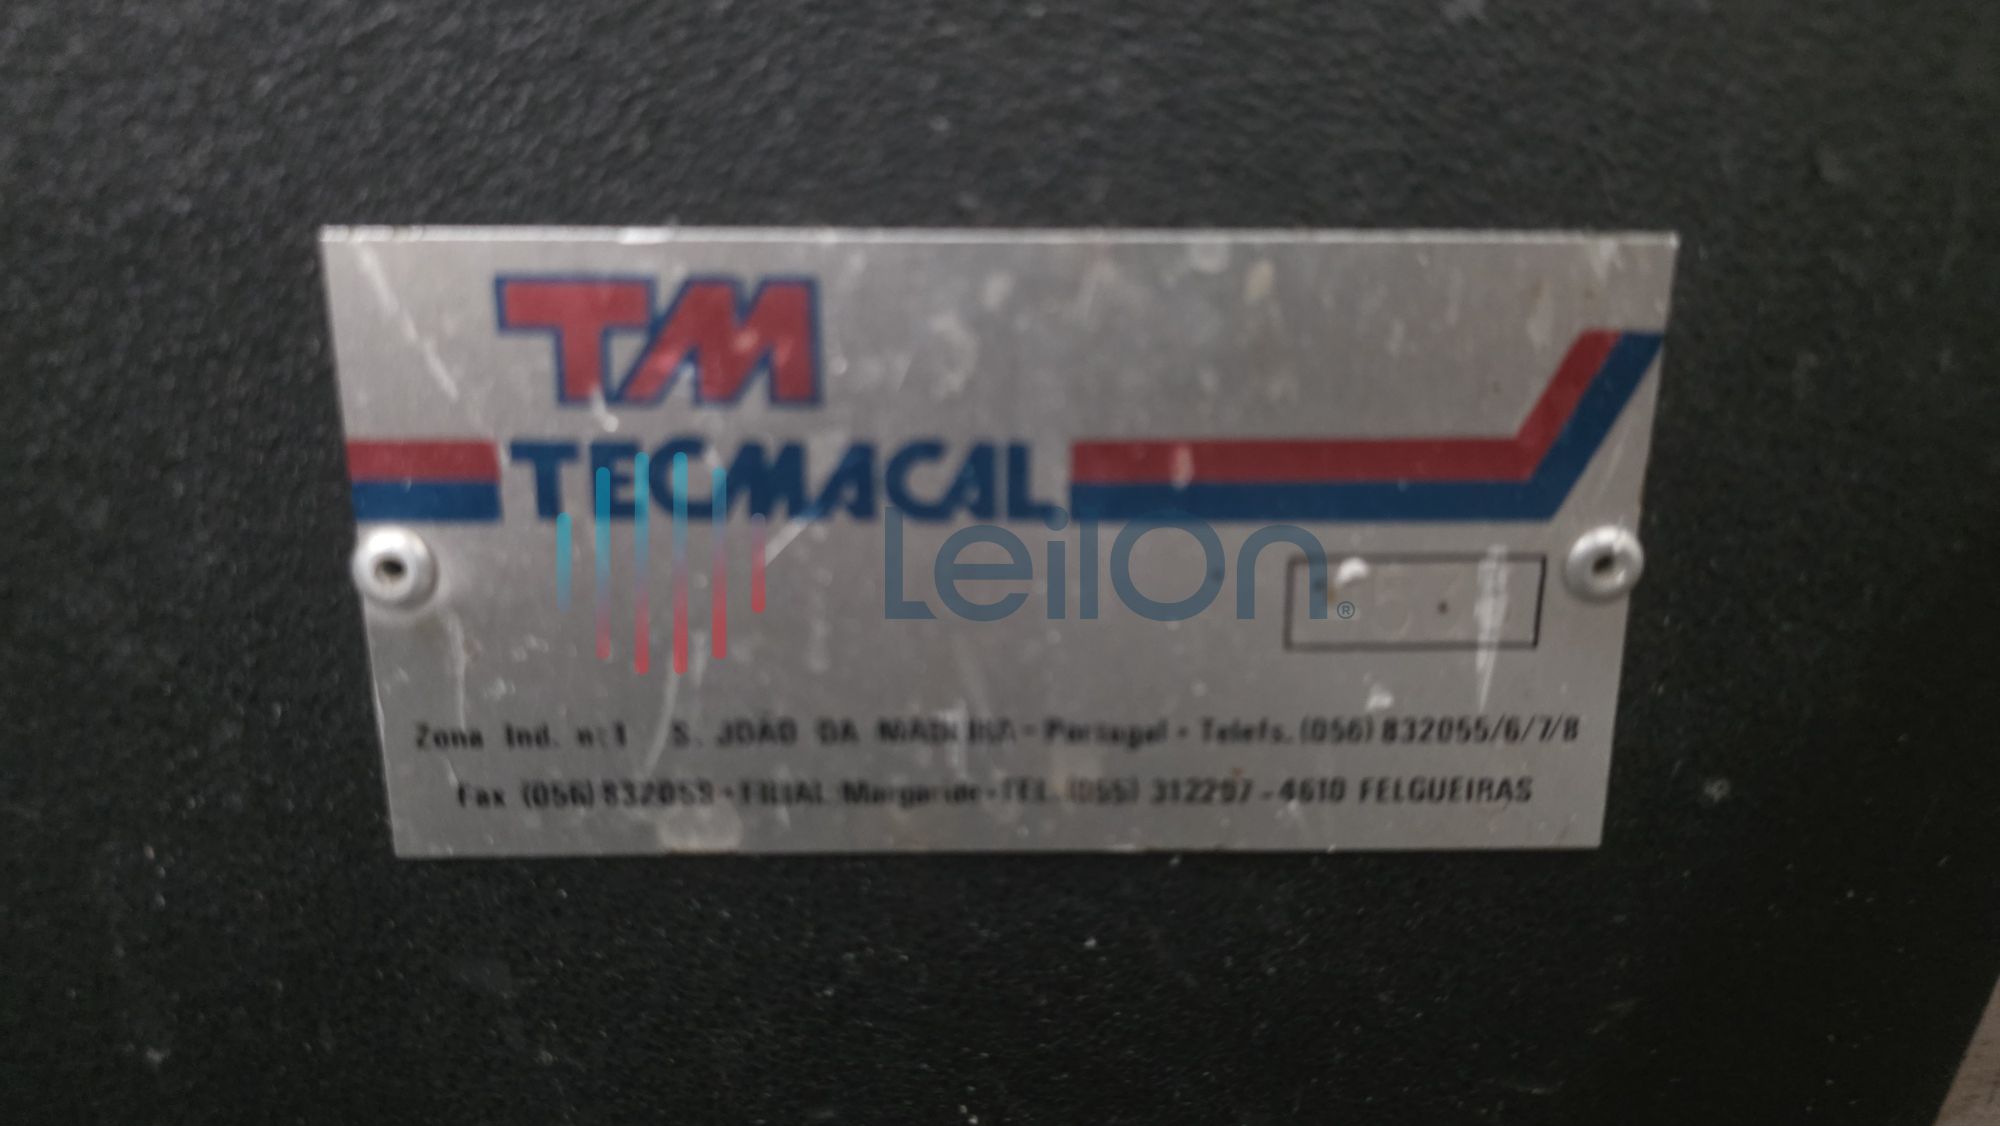 TM
TECMACAL
LeilOn®
Zona Ind. n.º 1 S. JOÃO DA MADEIRA - Portugal - Telefs. (056) 832055/6/7/8
Fax (056) 832059 - FILIAL Margaride - TEL. (055) 312297 - 4610 FELGUEIRAS